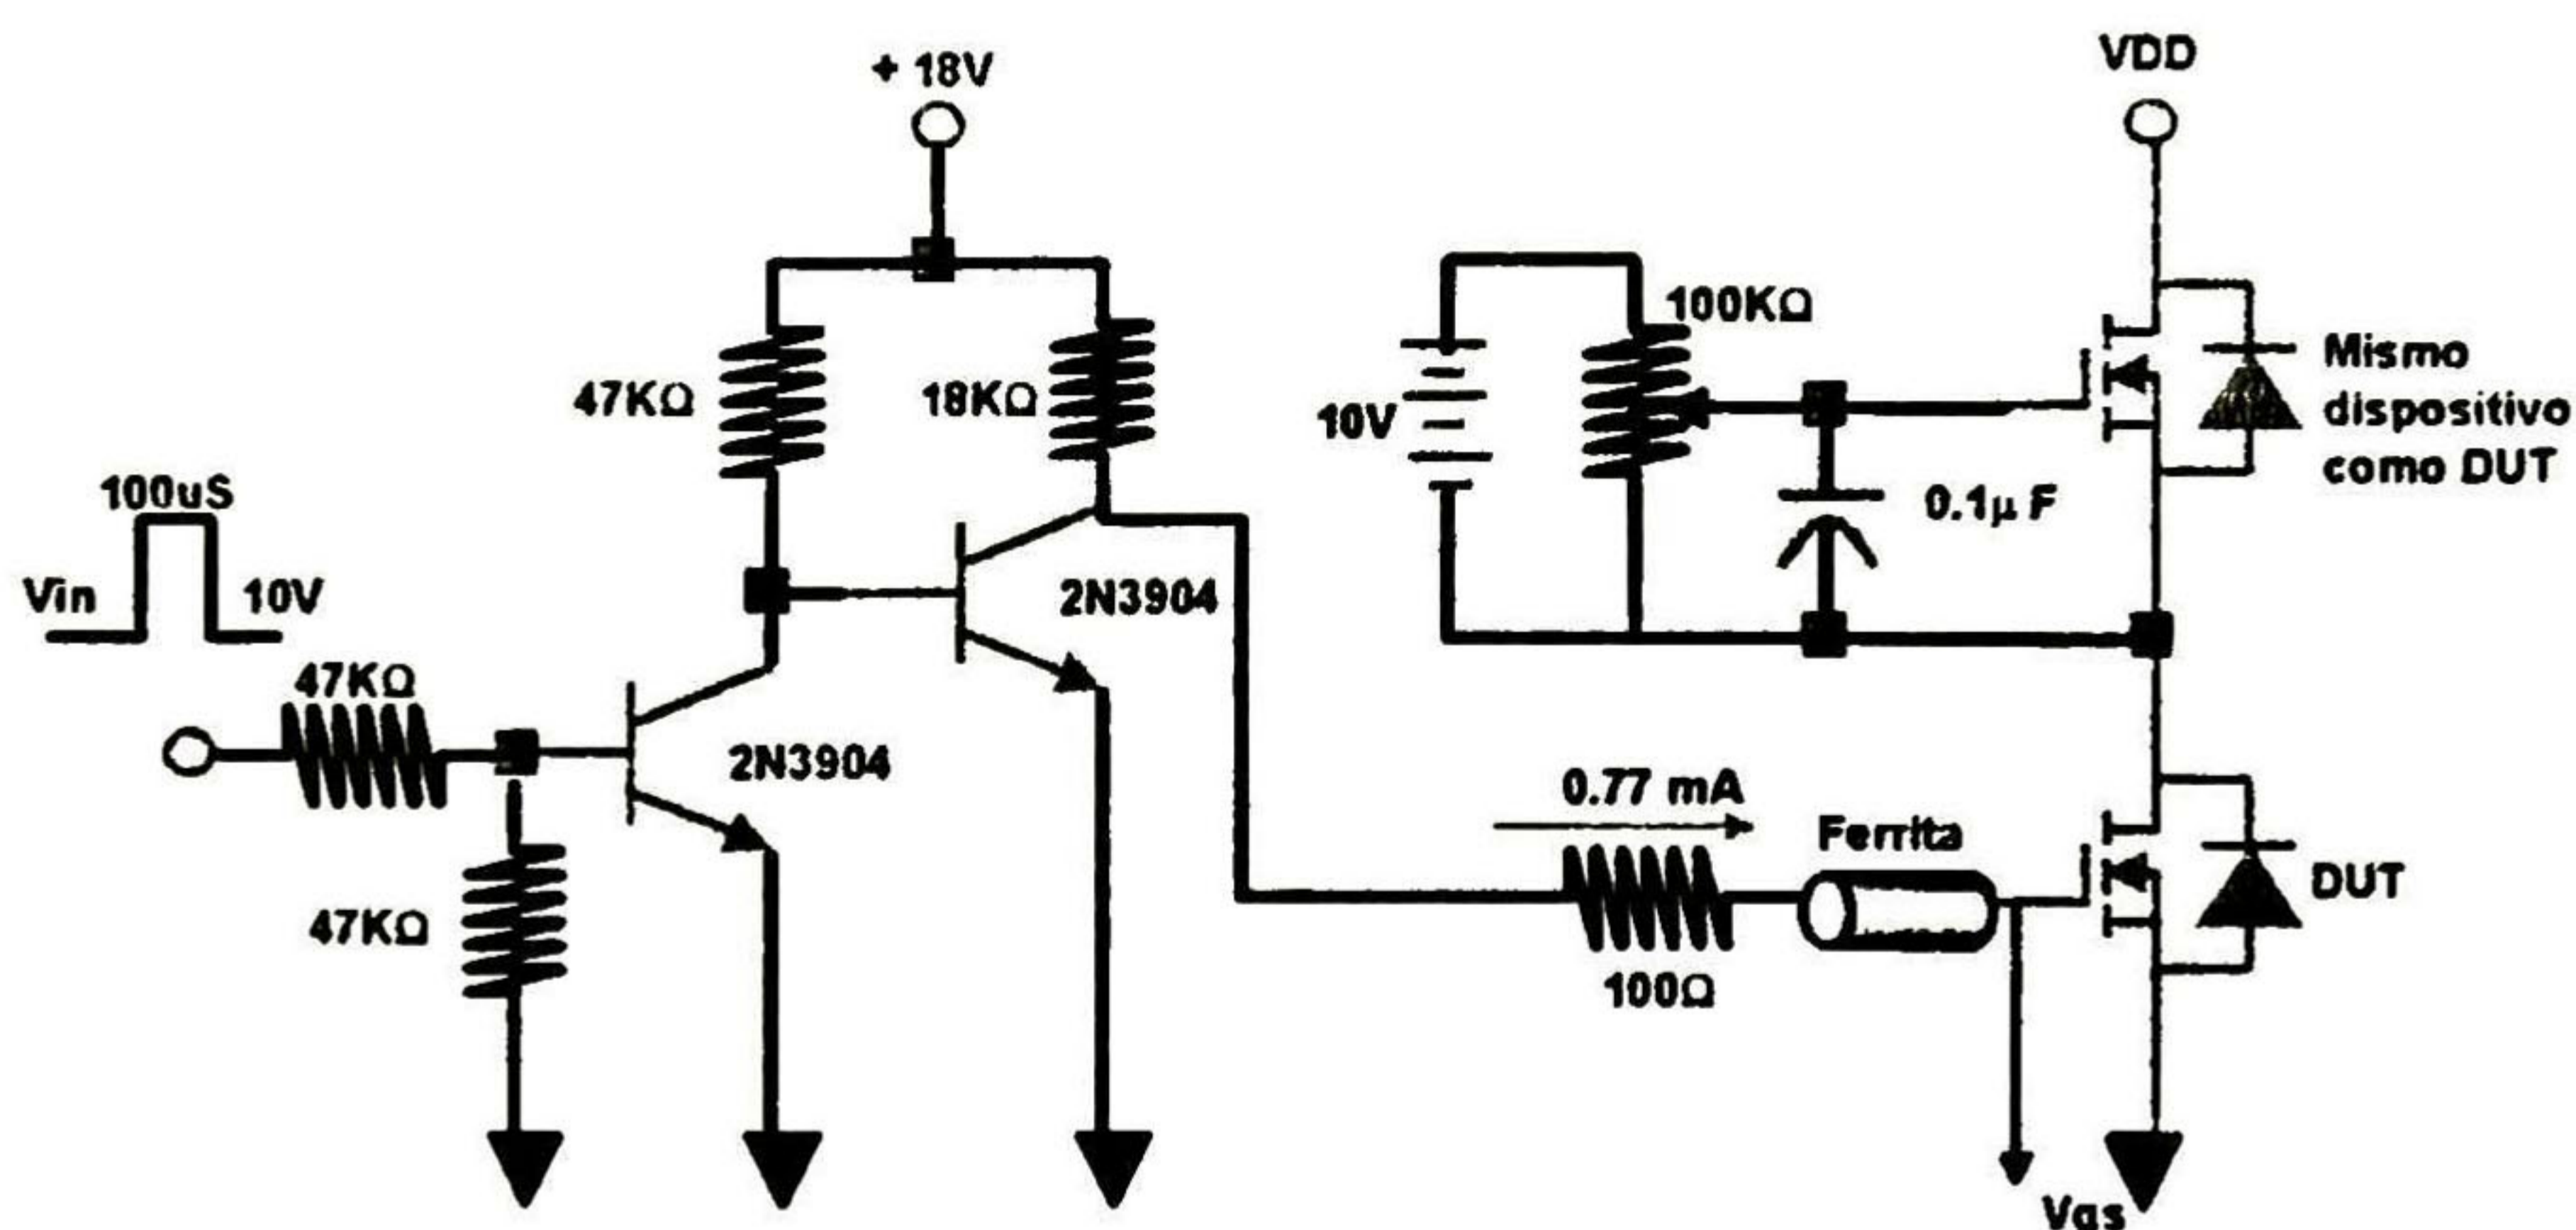 + 18V
VDD
100KΩ
47KΩ
18KΩ
10V
Mismo
dispositivo
como DUT
0.1μ F
100uS
Vin
10V
2N3904
47KΩ
2N3904
0.77 mA
Ferrita
DUT
47KΩ
100Ω
Vgs